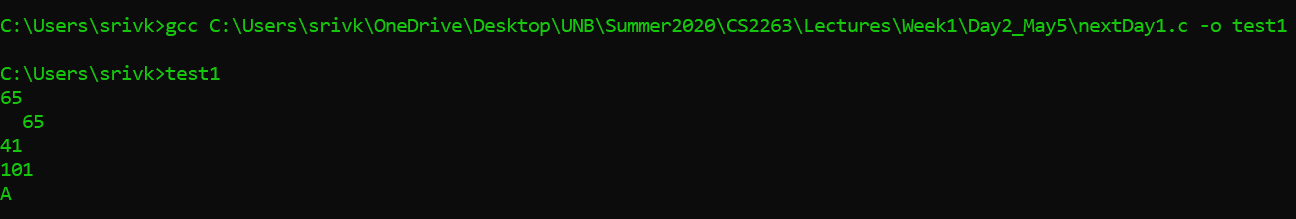 C:\Users\srivk>gcc C:\Users\srivk\OneDrive\Desktop\UNB\Summer2020\CS2263\Lectures\Week1\Day2_May5\nextDay1.c -o test1
C:\Users\srivk>test1
65
  65
41
101
A